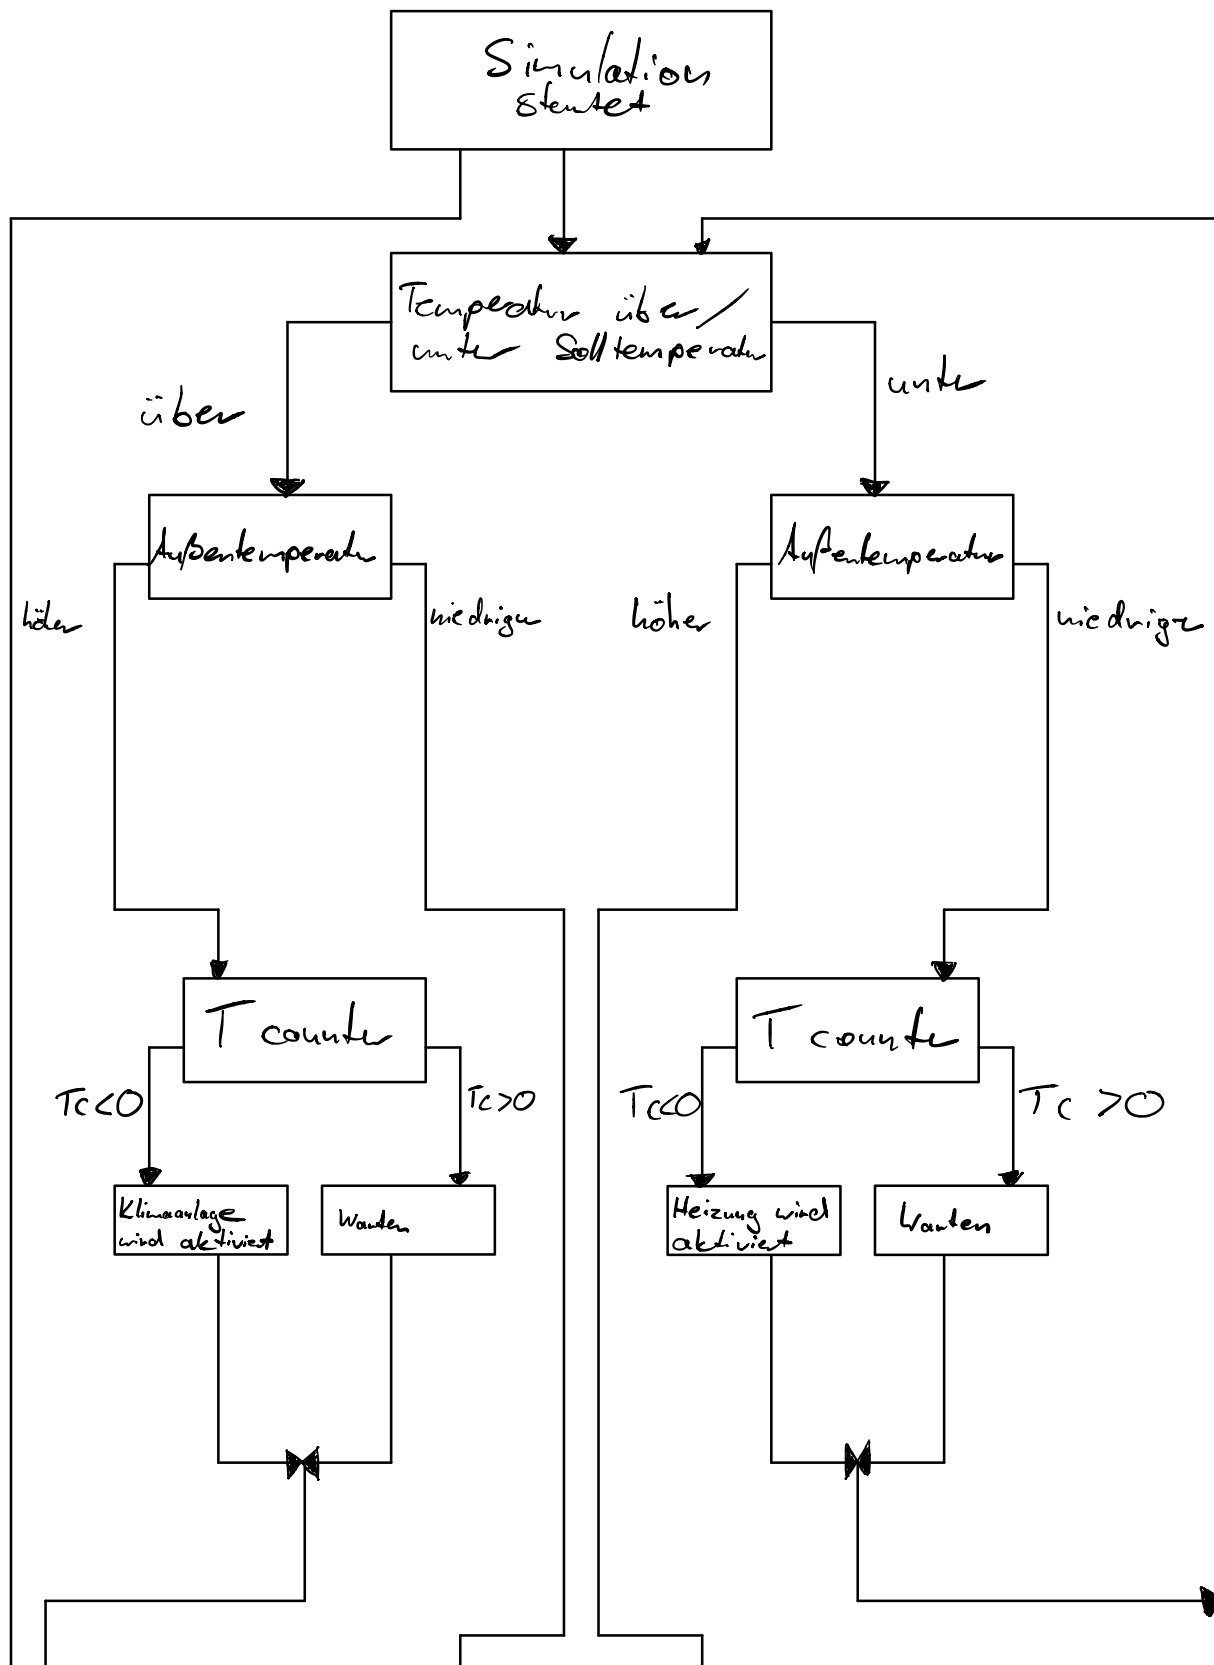 Simulation
startet
Temperatur über/
unter Solltemperatur
über
unter
Außentemperatur
Außentemperatur
höher
niedriger
höher
niedriger
T counter
T counter
Tc<0
Tc>0
Tc<0
Tc >0
Klimaanlage
wird aktiviert
Warten
Heizung wird
aktiviert
Warten